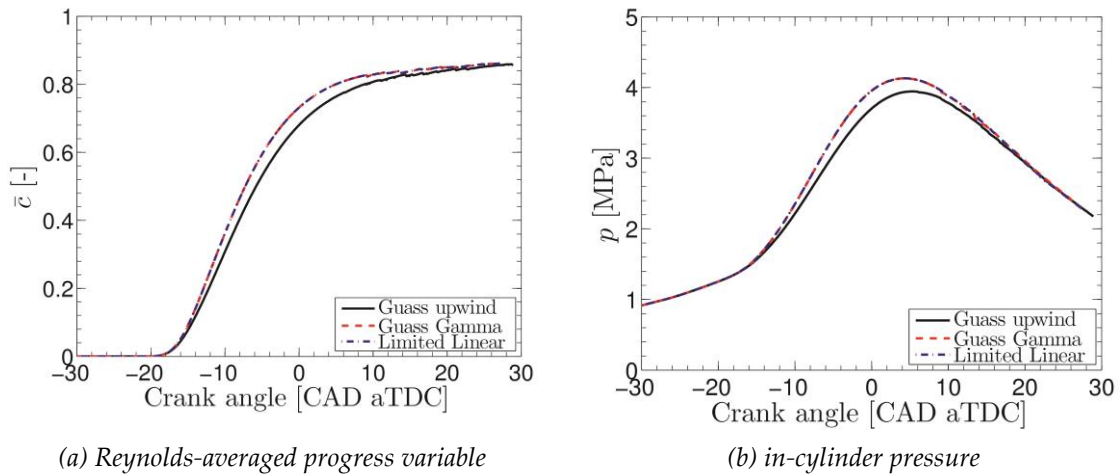 1
0.8
0.6
0.4
0.2
0
c̄ [-]
−30 −20 −10 0 10 20 30
Crank angle [CAD aTDC]
Guass upwind
Guass Gamma
Limited Linear
(a) Reynolds-averaged progress variable
5
4
3
2
1
0
p [MPa]
−30 −20 −10 0 10 20 30
Crank angle [CAD aTDC]
Guass upwind
Guass Gamma
Limited Linear
(b) in-cylinder pressure